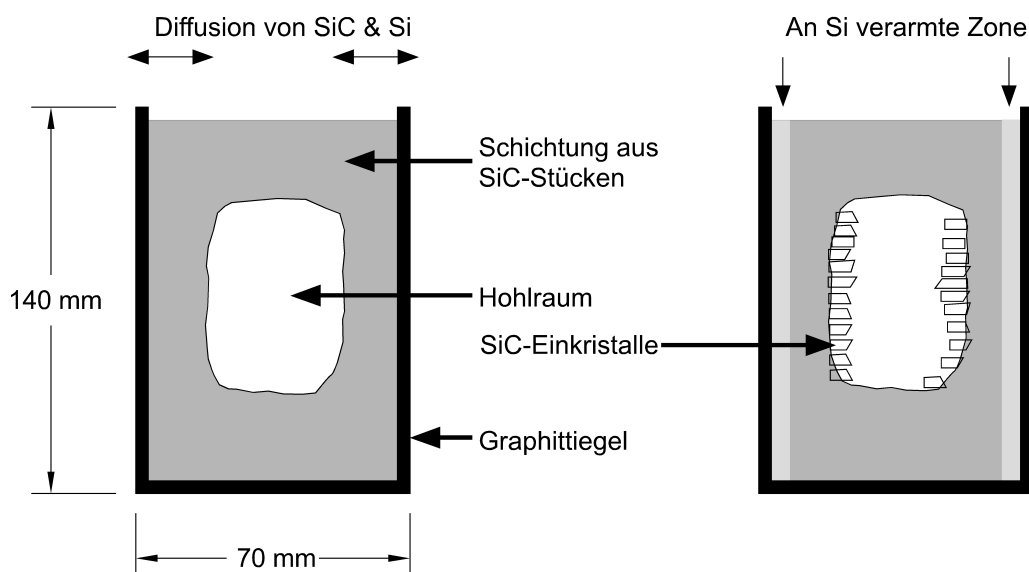 Diffusion von SiC & Si
An Si verarmte Zone
Schichtung aus
SiC-Stücken
140 mm
Hohlraum
SiC-Einkristalle
Graphittiegel
70 mm